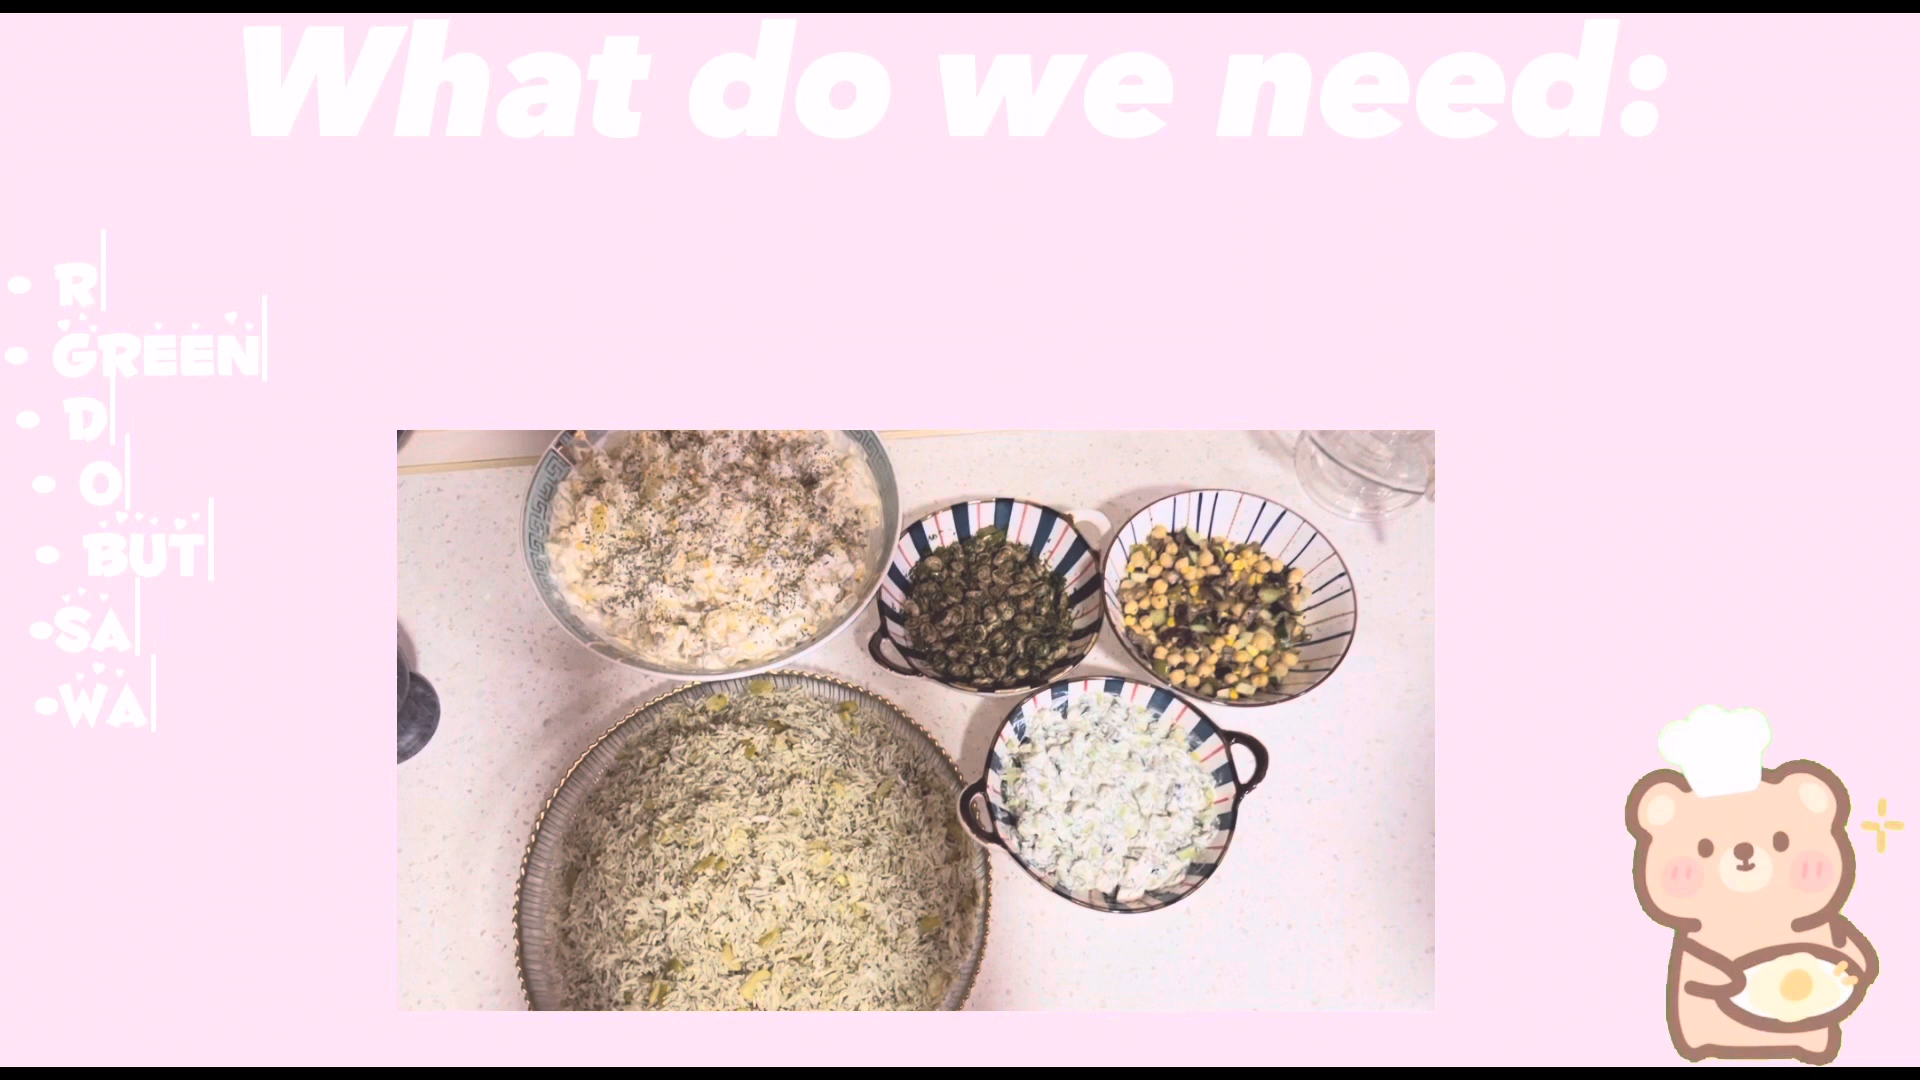 What do we need:
• R
• GREEN
• D
• O
• BUT
• SA
• WA